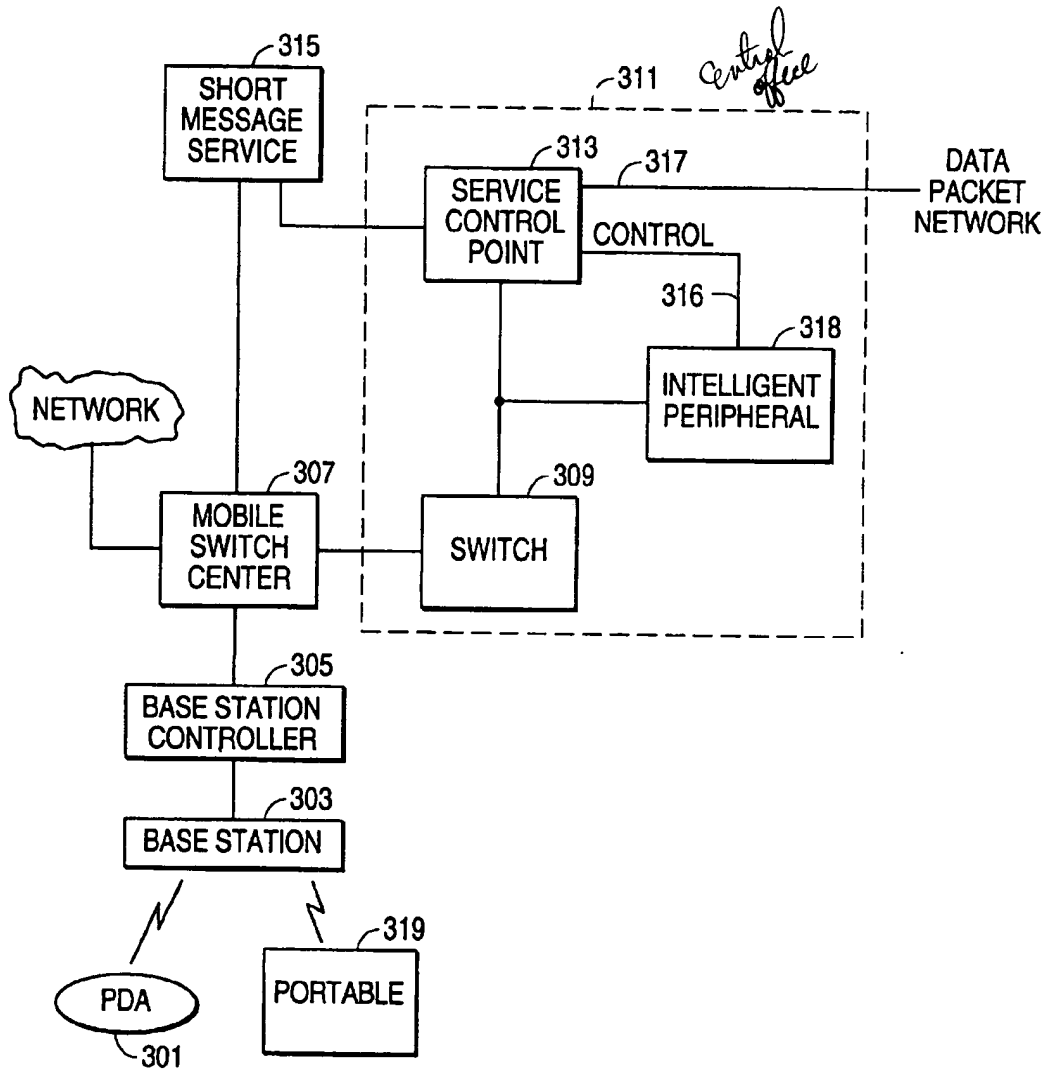 315
SHORT
MESSAGE
SERVICE
311
Central
office
313
SERVICE
CONTROL
POINT
317
DATA
PACKET
NETWORK
CONTROL
316
318
INTELLIGENT
PERIPHERAL
NETWORK
307
MOBILE
SWITCH
CENTER
309
SWITCH
305
BASE STATION
CONTROLLER
303
BASE STATION
PDA
301
319
PORTABLE